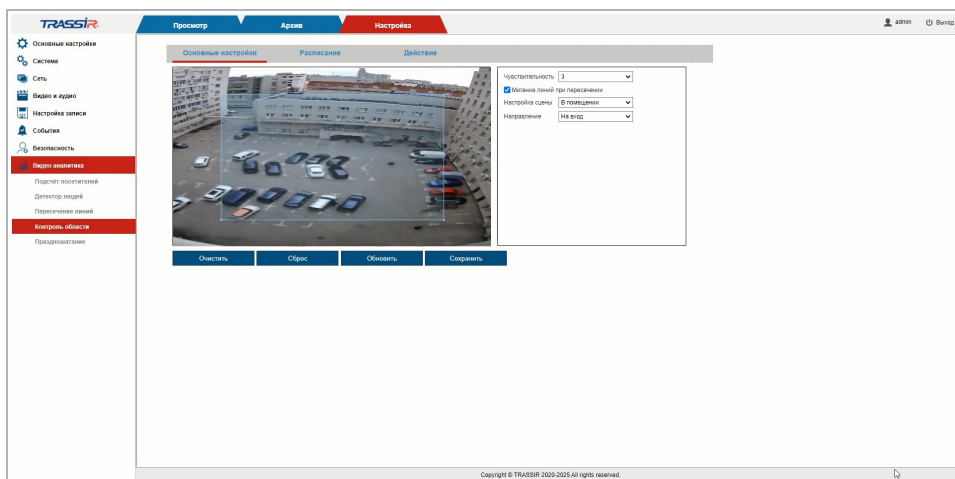 TRASSIR
Просмотр
Архив
Настройка
admin
Выход
Основные настройки
Система
Сеть
Видео и аудио
Настройка записи
События
Безопасность
Видео аналитика
Подсчёт посетителей
Детектор людей
Пересечение линий
Контроль области
Праздношатание
Основные настройки
Расписание
Действие
Чувствительность 3
Мигание линий при пересечении
Настройка сцены В помещении
Направление На вход
Очистить
Сброс
Обновить
Сохранить
Copyright © TRASSIR 2020-2025 All rights reserved.